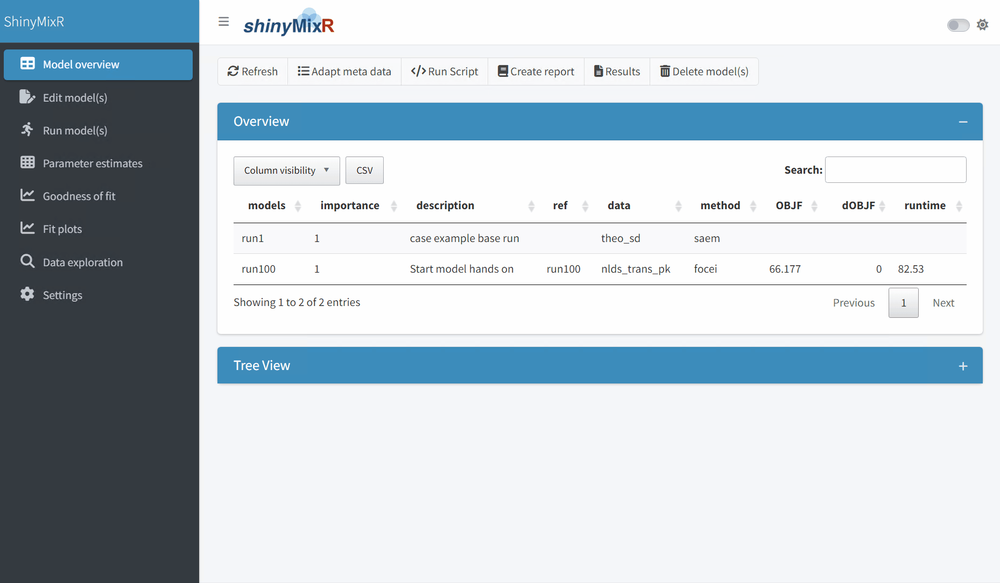 ShinyMixR
shinyMixR
Model overview
Edit model(s)
Run model(s)
Parameter estimates
Goodness of fit
Fit plots
Data exploration
Settings
Refresh Adapt meta data Run Script Create report Results Delete model(s)
Overview
Column visibility CSV Search:
models importance description ref data method OBJF dOBJF runtime
run1 1 case example base run theo_sd saem
run100 1 Start model hands on run100 nlds_trans_pk focei 66.177 0 82.53
Showing 1 to 2 of 2 entries Previous 1 Next
Tree View